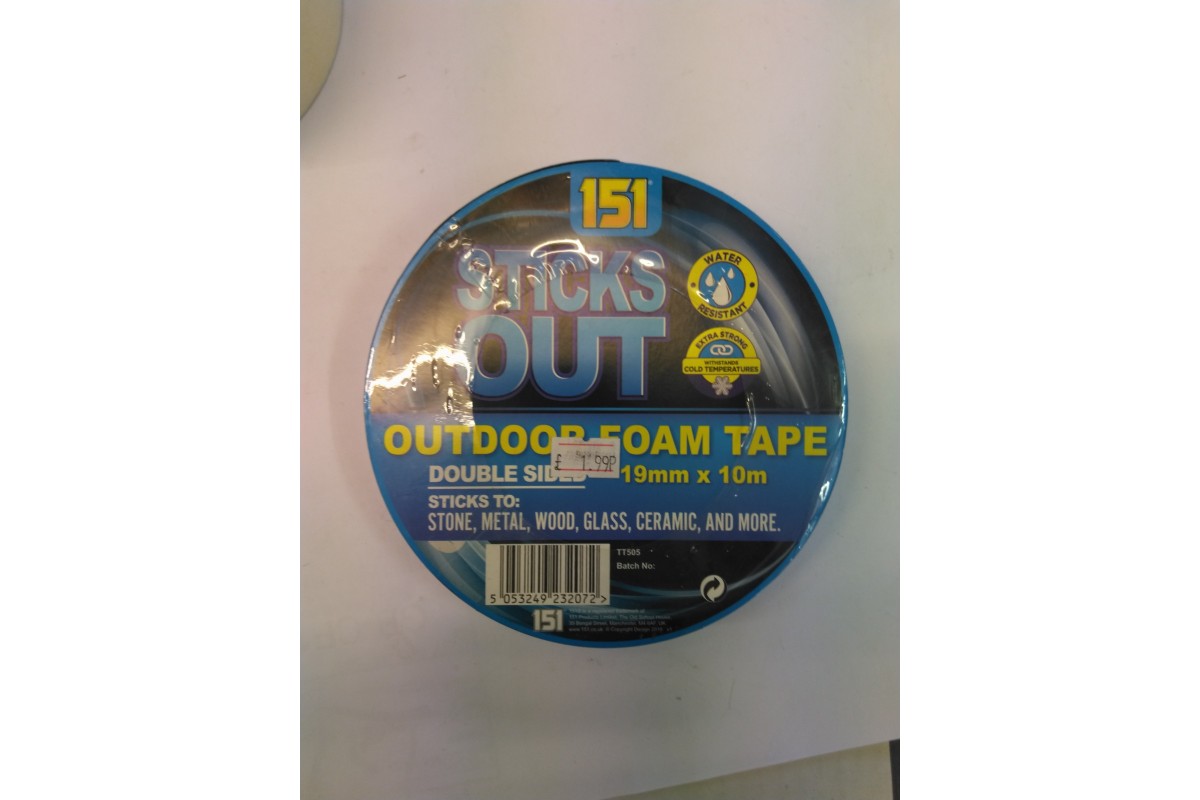 151
STICKS
OUT
WATER
RESISTANT
EXTRA STRONG
WITHSTANDS
COLD TEMPERATURES
OUTDOOR FOAM TAPE
£ 1.99P
DOUBLE SIDED 19mm x 10m
STICKS TO:
STONE, METAL, WOOD, GLASS, CERAMIC, AND MORE.
TT505
Batch No:
5 053249 232072 >
151